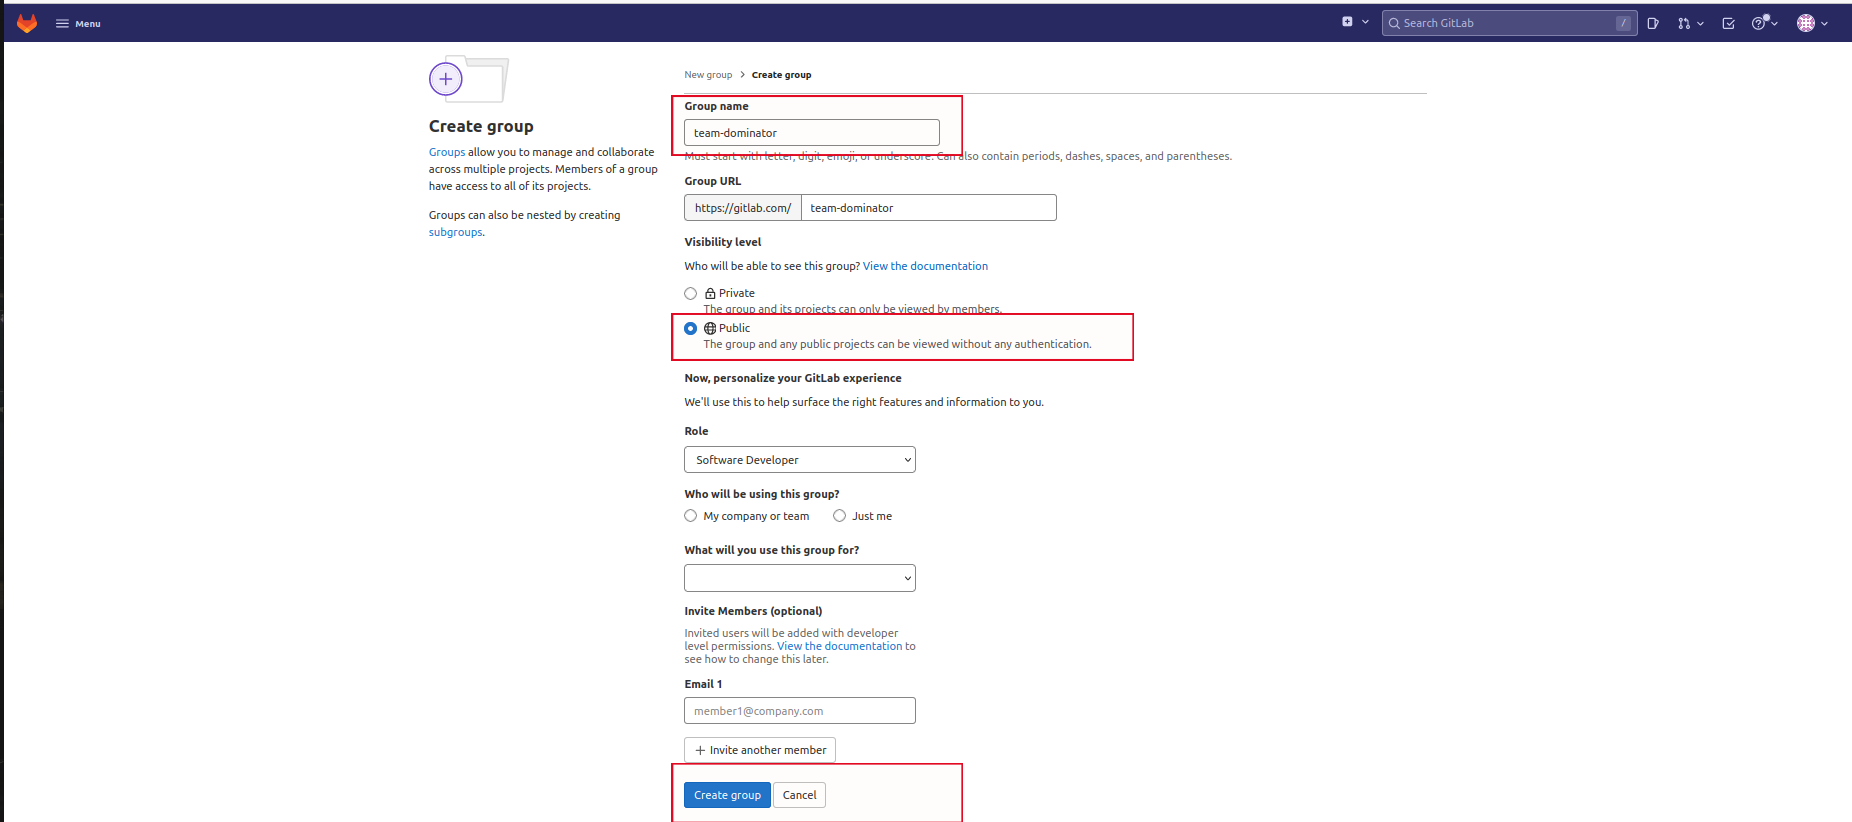 Menu
Search GitLab /
New group > Create group
Create group
Groups allow you to manage and collaborate
across multiple projects. Members of a group
have access to all of its projects.
Groups can also be nested by creating
subgroups.
Group name
team-dominator
Must start with letter, digit, emoji, or underscore. Can also contain periods, dashes, spaces, and parentheses.
Group URL
https://gitlab.com/ team-dominator
Visibility level
Who will be able to see this group? View the documentation
Private
The group and its projects can only be viewed by members.
Public
The group and any public projects can be viewed without any authentication.
Now, personalize your GitLab experience
We'll use this to help surface the right features and information to you.
Role
Software Developer
Who will be using this group?
My company or team Just me
What will you use this group for?
Invite Members (optional)
Invited users will be added with developer
level permissions. View the documentation to
see how to change this later.
Email 1
member1@company.com
+ Invite another member
Create group Cancel